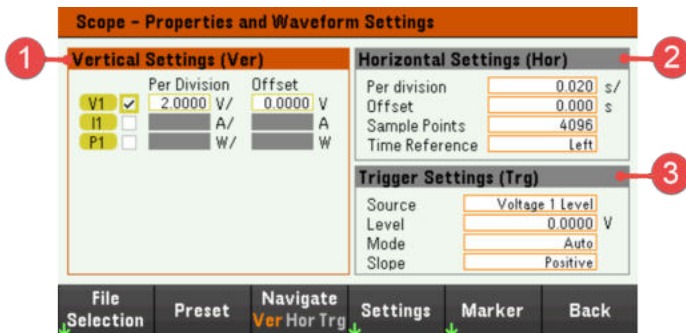 Scope - Properties and Waveform Settings
1
Vertical Settings (Ver)
Per Division Offset
V1 2.0000 V/ 0.0000 V
I1 A/ A
P1 W/ W
Horizontal Settings (Hor)
2
Per division 0.020 s/
Offset 0.000 s
Sample Points 4096
Time Reference Left
Trigger Settings (Trg)
3
Source Voltage 1 Level
Level 0.0000 V
Mode Auto
Slope Positive
File Selection
Preset
Navigate
Ver Hor Trg
Settings
Marker
Back